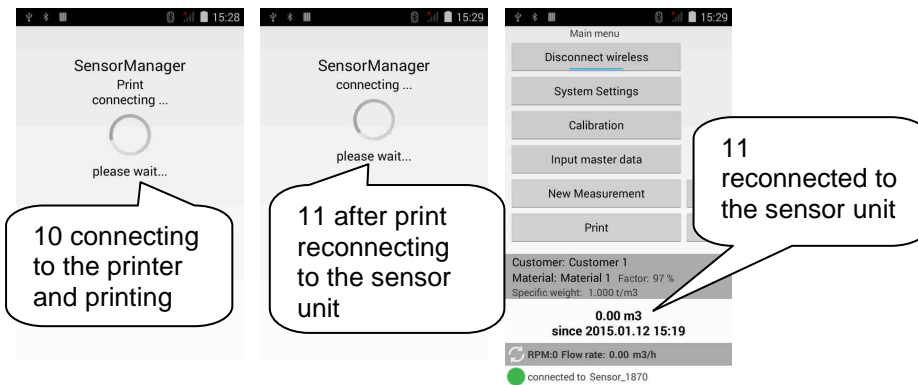 15:28
SensorManager
Print
connecting ...
please wait...
10 connecting
to the printer
and printing
15:29
SensorManager
connecting ...
please wait...
11 after print
reconnecting
to the sensor
unit
15:29
Main menu
Disconnect wireless
System Settings
Calibration
Input master data
New Measurement
Print
Customer: Customer 1
Material: Material 1 Factor: 97 %
Specific weight: 1.000 t/m3
0.00 m3
since 2015.01.12 15:19
RPM:0 Flow rate: 0.00 m3/h
connected to Sensor_1870
11
reconnected to
the sensor unit